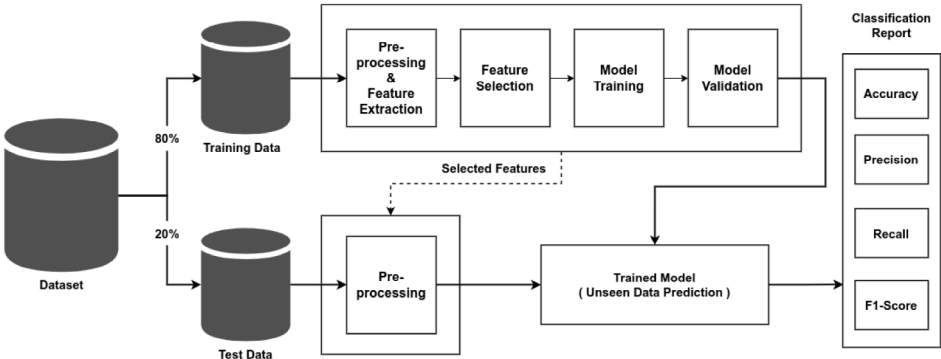 Dataset
80%
20%
Training Data
Test Data
Pre-
processing
&
Feature
Extraction
Feature
Selection
Model
Training
Model
Validation
Selected Features
Pre-
processing
Trained Model
( Unseen Data Prediction )
Classification
Report
Accuracy
Precision
Recall
F1-Score